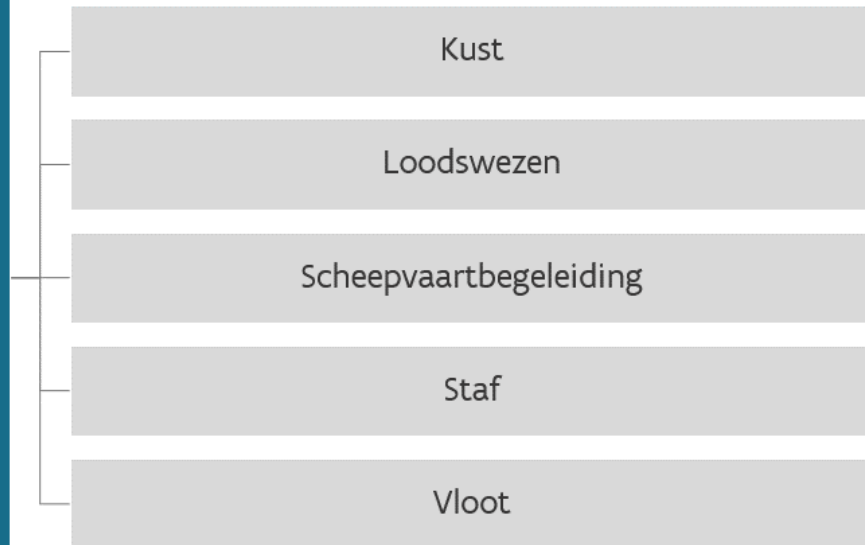 Kust
Loodswezen
Scheepvaartbegeleiding
Staf
Vloot